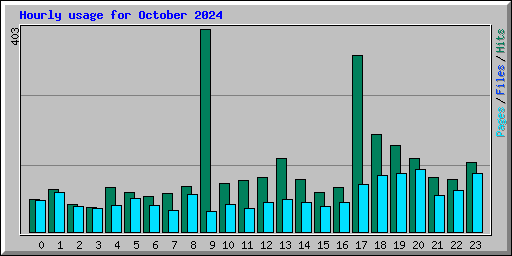 Hourly usage for October 2024
403
Pages/Files/Hits
0 1 2 3 4 5 6 7 8 9 10 11 12 13 14 15 16 17 18 19 20 21 22 23